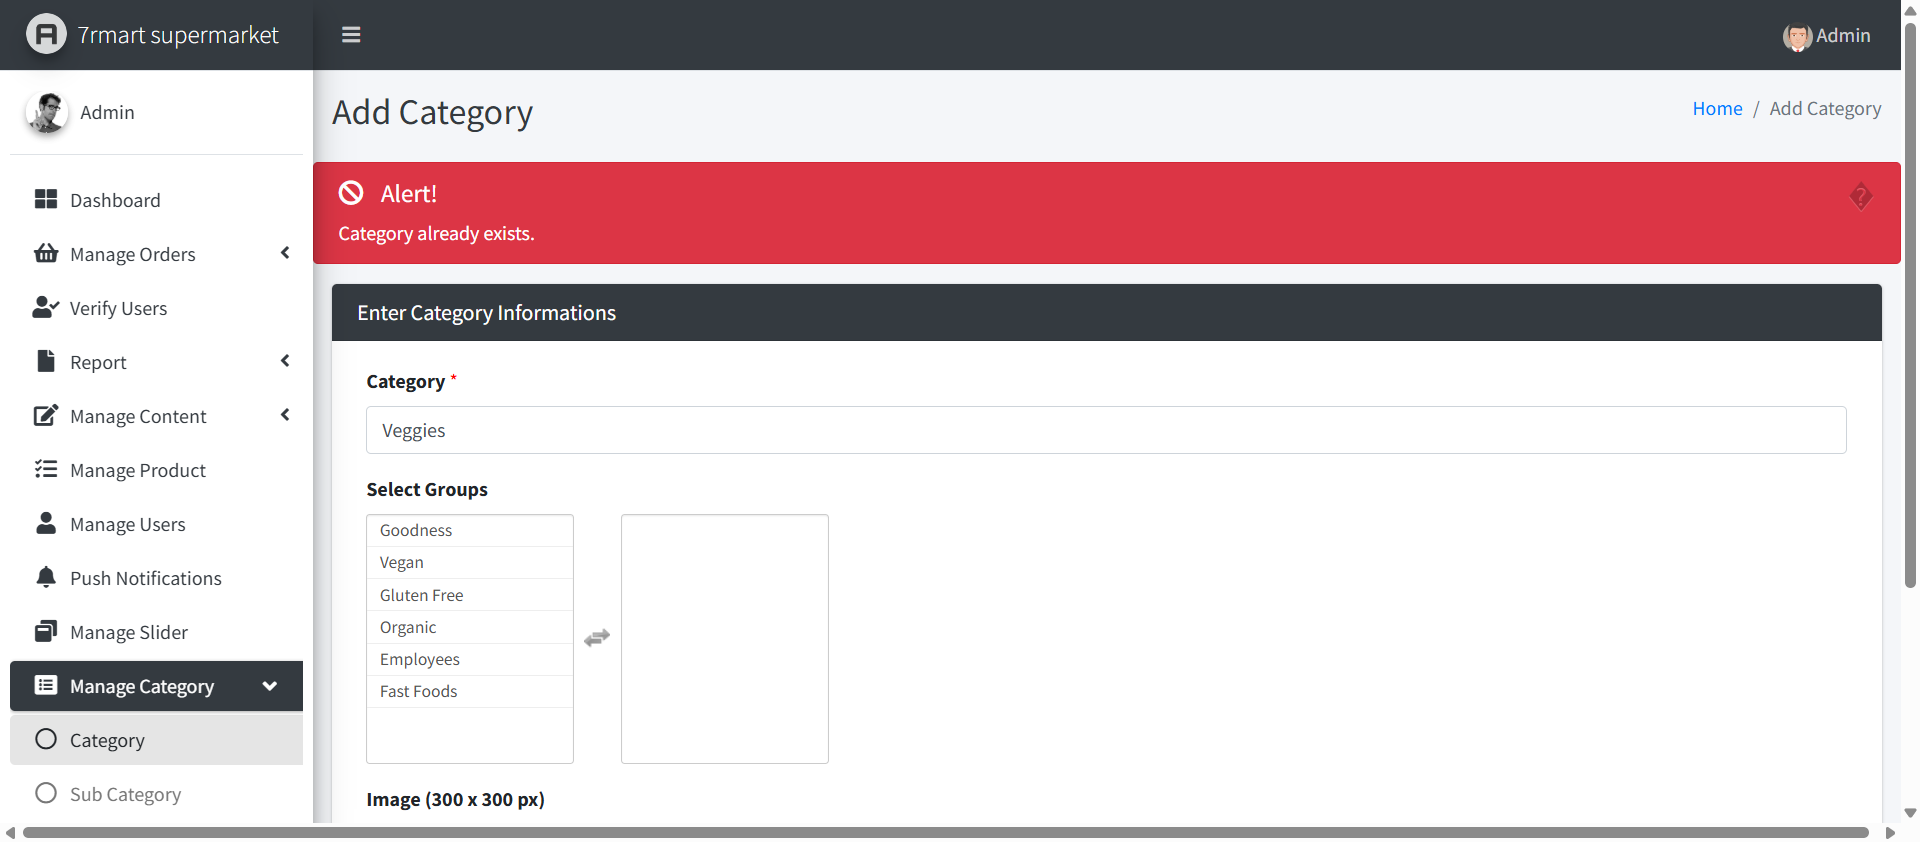 7rmart supermarket
Admin
Admin
Add Category
Home / Add Category
Alert!
Category already exists.
Dashboard
Manage Orders
Verify Users
Report
Manage Content
Manage Product
Manage Users
Push Notifications
Manage Slider
Manage Category
Category
Sub Category
Enter Category Informations
Category *
Veggies
Select Groups
Goodness
Vegan
Gluten Free
Organic
Employees
Fast Foods
Image (300 x 300 px)